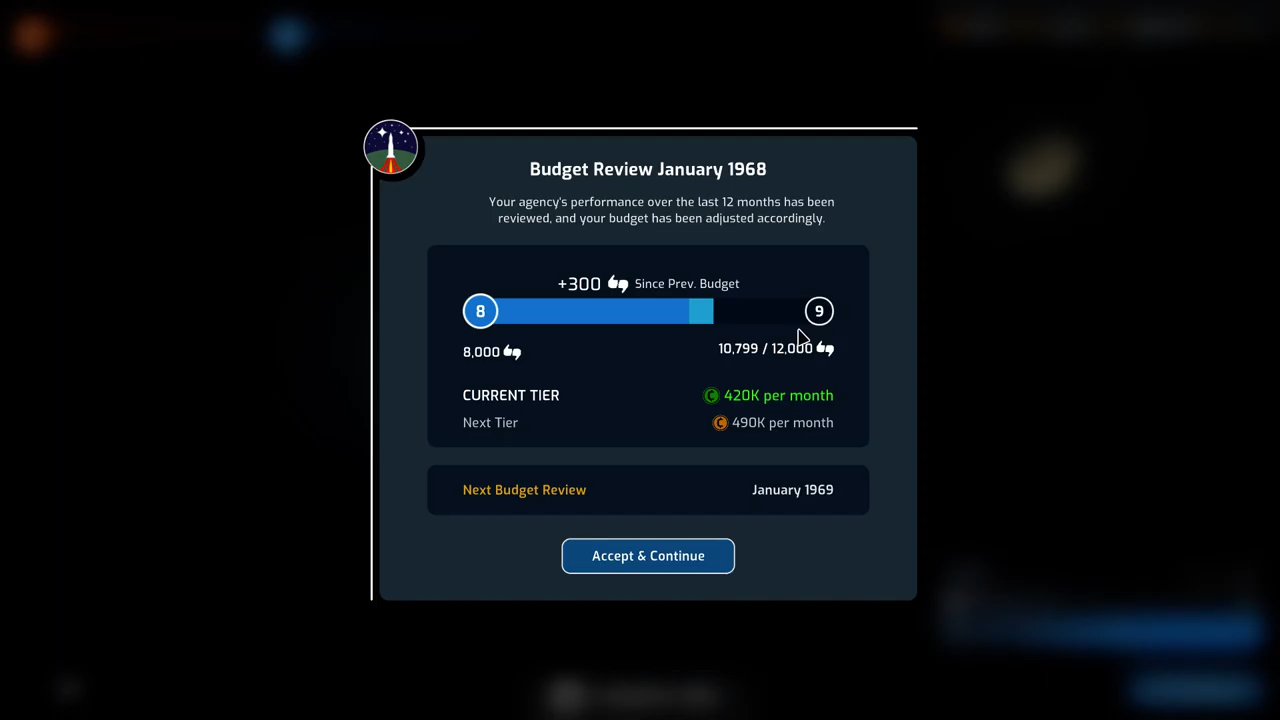 Budget Review January 1968
Your agency's performance over the last 12 months has been
reviewed, and your budget has been adjusted accordingly.
+300 Since Prev. Budget
8
9
8,000
10,799 / 12,000
CURRENT TIER
420K per month
Next Tier
490K per month
Next Budget Review
January 1969
Accept & Continue